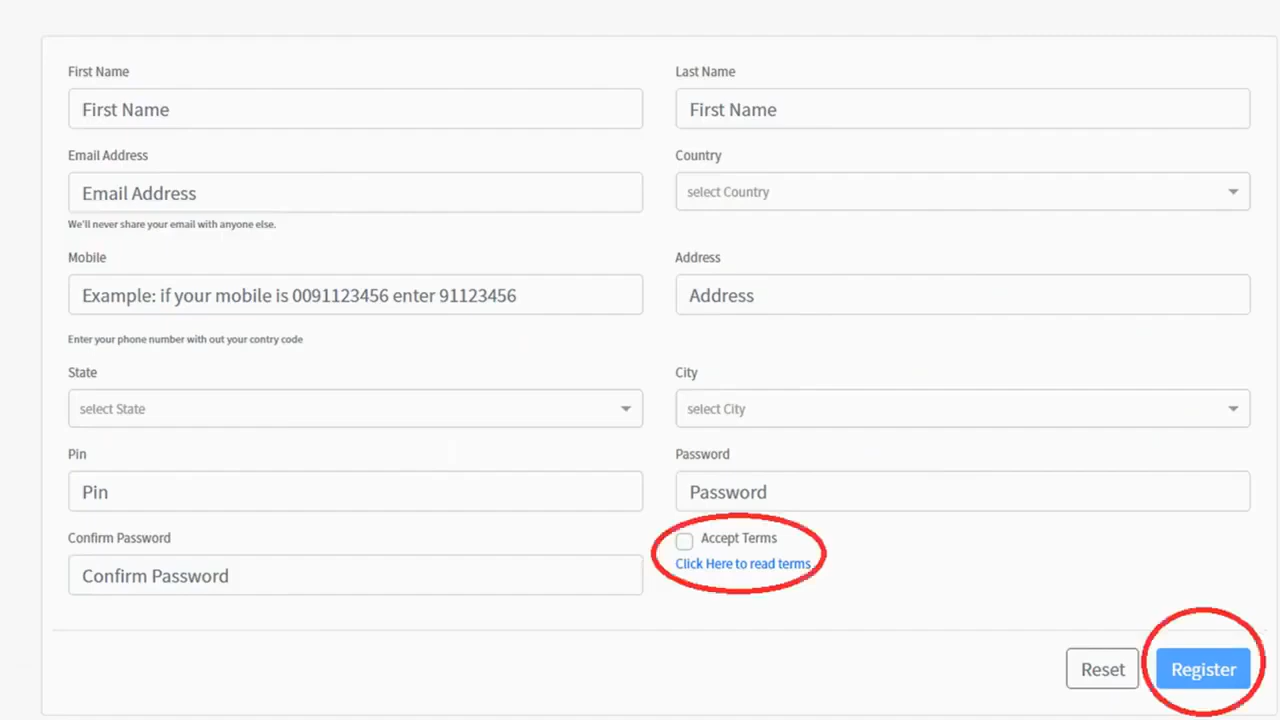 First Name
Last Name
First Name
First Name
Email Address
Country
Email Address
select Country
We'll never share your email with anyone else.
Mobile
Address
Example: if your mobile is 0091123456 enter 91123456
Address
Enter your phone number with out your contry code
State
City
select State
select City
Pin
Password
Pin
Password
Confirm Password
Accept Terms
Click Here to read terms
Confirm Password
Reset
Register